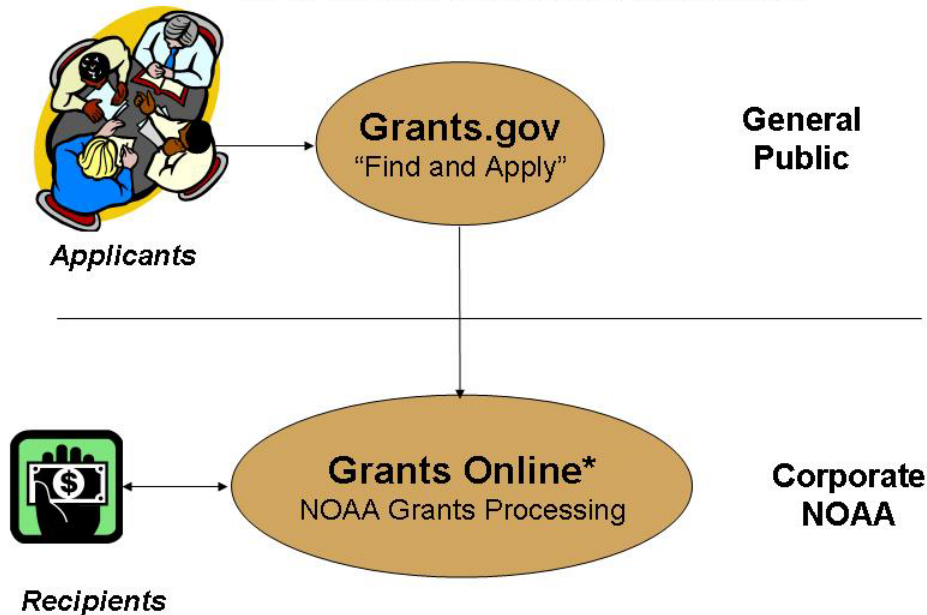 Grants.gov
“Find and Apply”
General
Public
Applicants
$
Grants Online*
NOAA Grants Processing
Corporate
NOAA
Recipients